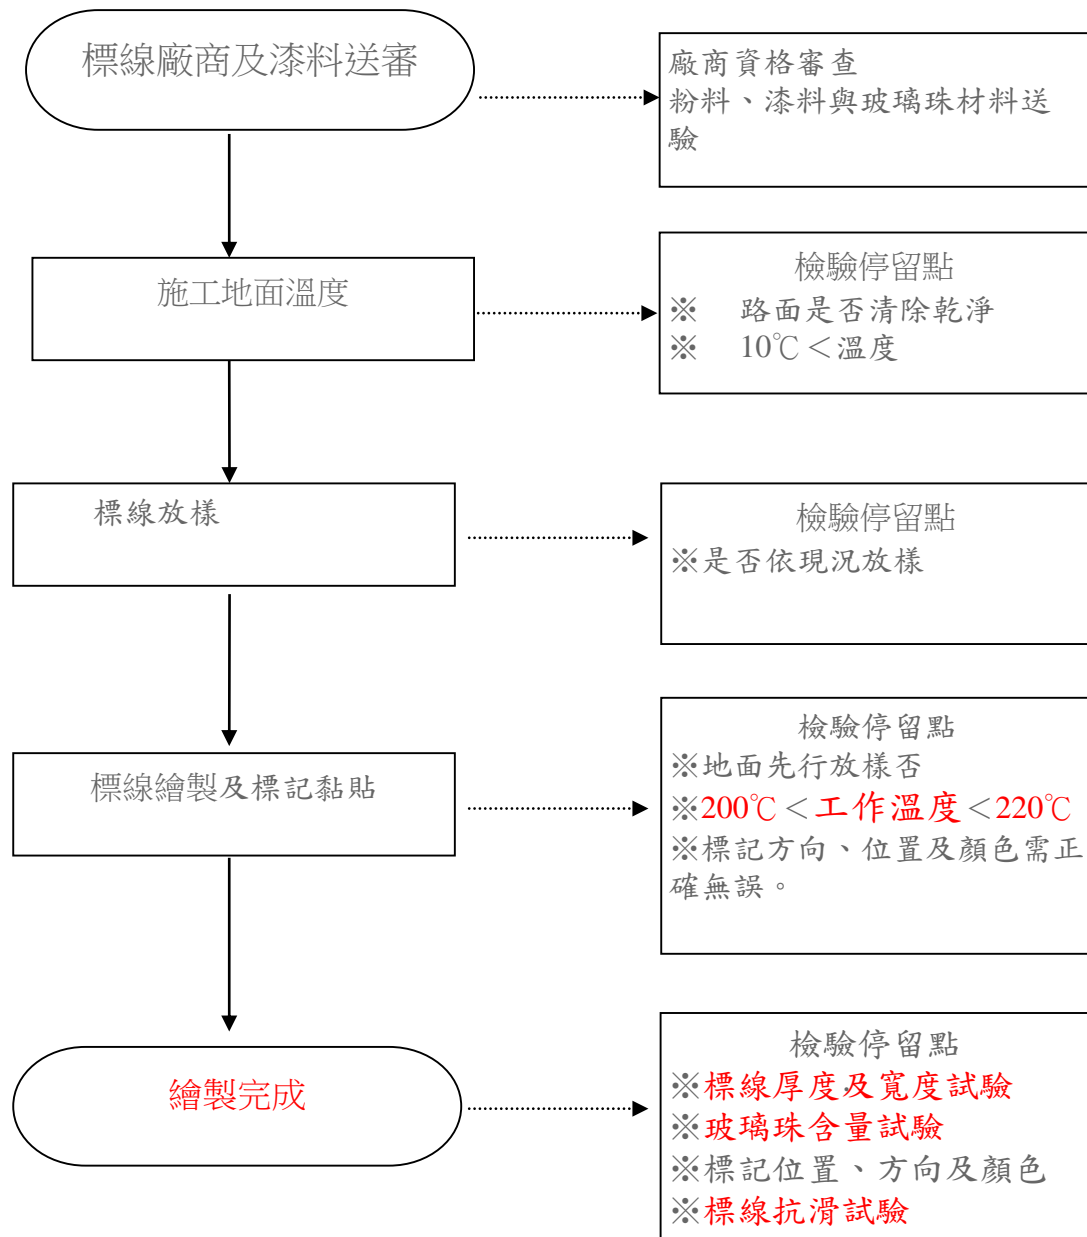 標線廠商及漆料送審
廠商資格審查
粉料、漆料與玻璃珠材料送
驗
施工地面溫度
檢驗停留點
※ 路面是否清除乾淨
※ 10℃＜溫度
標線放樣
檢驗停留點
※是否依現況放樣
標線繪製及標記黏貼
檢驗停留點
※地面先行放樣否
※200℃＜工作溫度＜220℃
※標記方向、位置及顏色需正
確無誤。
繪製完成
檢驗停留點
※標線厚度及寬度試驗
※玻璃珠含量試驗
※標記位置、方向及顏色
※標線抗滑試驗